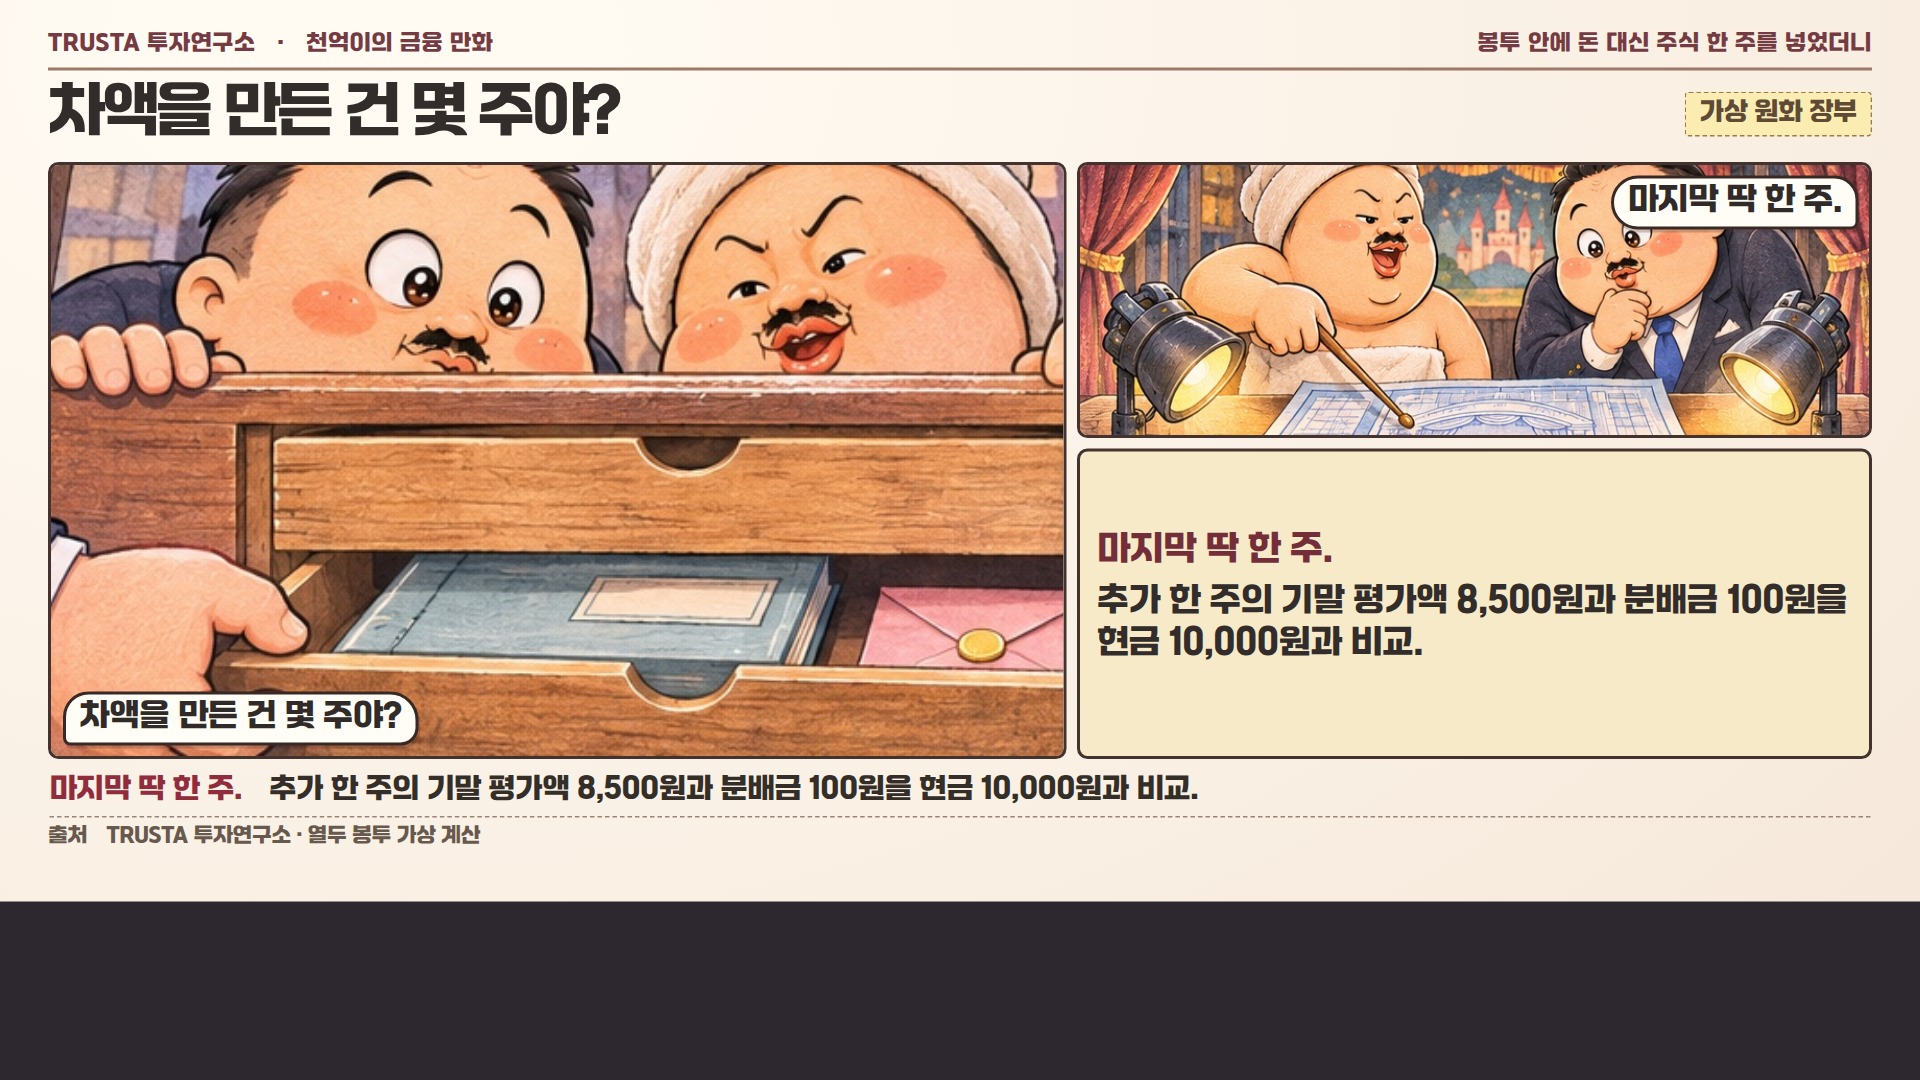 TRUSTA 투자연구소 · 천억이의 금융 만화
봉투 안에 돈 대신 주식 한 주를 넣었더니
차액을 만든 건 몇 주야?
가상 원화 장부
차액을 만든 건 몇 주야?
마지막 딱 한 주.
마지막 딱 한 주.
추가 한 주의 기말 평가액 8,500원과 분배금 100원을
현금 10,000원과 비교.
마지막 딱 한 주. 추가 한 주의 기말 평가액 8,500원과 분배금 100원을 현금 10,000원과 비교.
출처 TRUSTA 투자연구소 · 열두 봉투 가상 계산